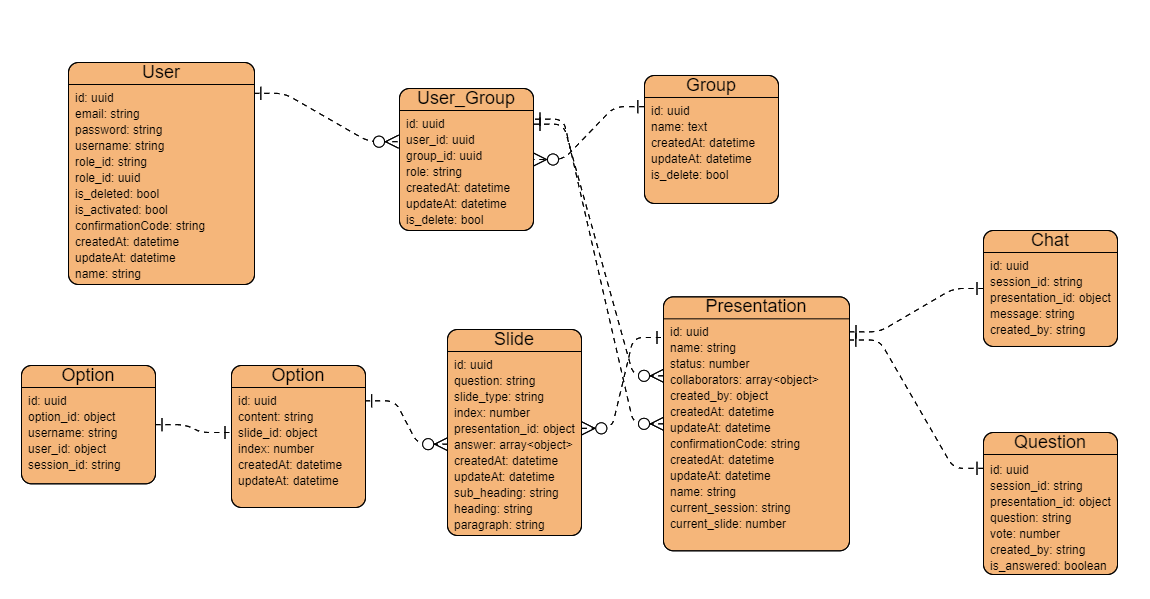 User
id: uuid
email: string
password: string
username: string
role_id: string
role_id: uuid
is_deleted: bool
is_activated: bool
confirmationCode: string
createdAt: datetime
updateAt: datetime
name: string
User_Group
id: uuid
user_id: uuid
group_id: uuid
role: string
createdAt: datetime
updateAt: datetime
is_delete: bool
Group
id: uuid
name: text
createdAt: datetime
updateAt: datetime
is_delete: bool
Chat
id: uuid
session_id: string
presentation_id: object
message: string
created_by: string
Presentation
id: uuid
name: string
status: number
collaborators: array<object>
created_by: object
createdAt: datetime
updateAt: datetime
confirmationCode: string
createdAt: datetime
updateAt: datetime
name: string
current_session: string
current_slide: number
Slide
id: uuid
question: string
slide_type: string
index: number
presentation_id: object
answer: array<object>
createdAt: datetime
updateAt: datetime
sub_heading: string
heading: string
paragraph: string
Option
id: uuid
option_id: object
username: string
user_id: object
session_id: string
Option
id: uuid
content: string
slide_id: object
index: number
createdAt: datetime
updateAt: datetime
Question
id: uuid
session_id: string
presentation_id: object
question: string
vote: number
created_by: string
is_answered: boolean